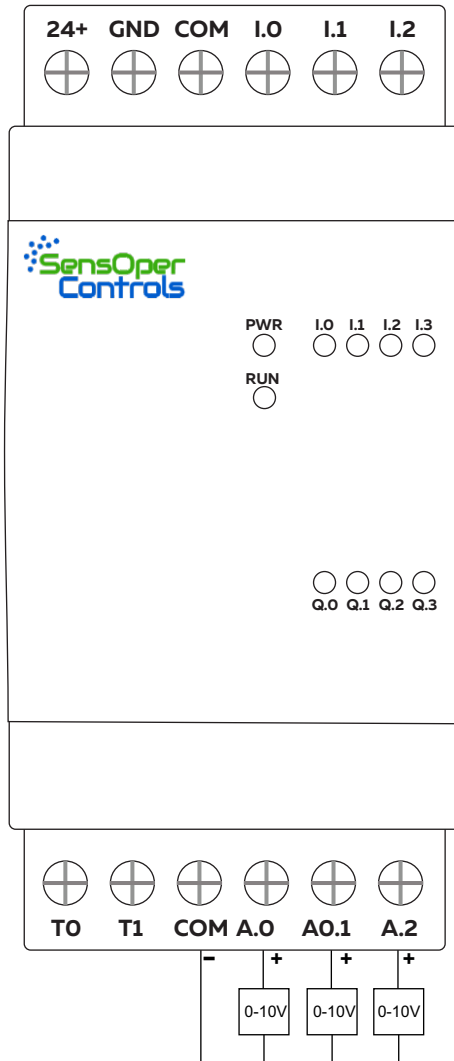 24+ GND COM I.0 I.1 I.2
SensOper
Controls
PWR I.0 I.1 I.2 I.3
RUN
Q.0 Q.1 Q.2 Q.3
T0 T1 COM A.0 A0.1 A.2
- + + +
0-10V 0-10V 0-10V